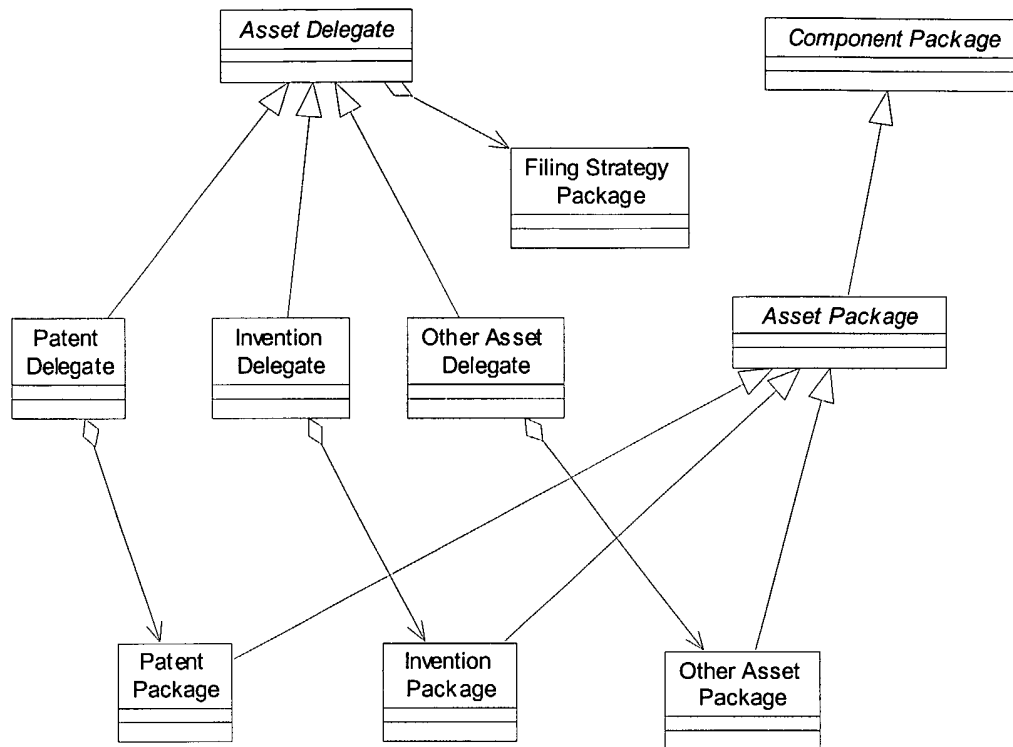 Asset Delegate
Component Package
Filing Strategy
Package
Patent
Delegate
Invention
Delegate
Other Asset
Delegate
Asset Package
Patent
Package
Invention
Package
Other Asset
Package